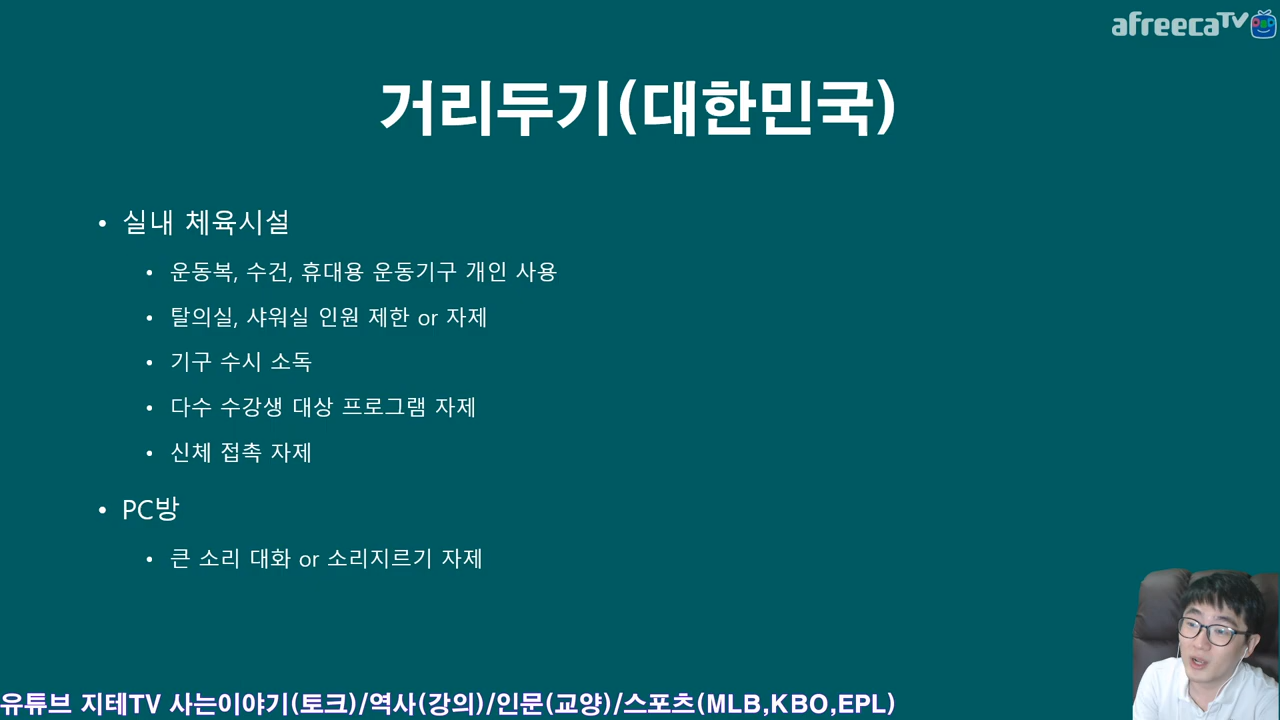 afreecaTV
거리두기(대한민국)
• 실내 체육시설
• 운동복, 수건, 휴대용 운동기구 개인 사용
• 탈의실, 샤워실 인원 제한 or 자제
• 기구 수시 소독
• 다수 수강생 대상 프로그램 자제
• 신체 접촉 자제
• PC방
• 큰 소리 대화 or 소리지르기 자제
유튜브 지테TV 사는이야기(토크)/역사(강의)/인문(교양)/스포츠(MLB,KBO,EPL)